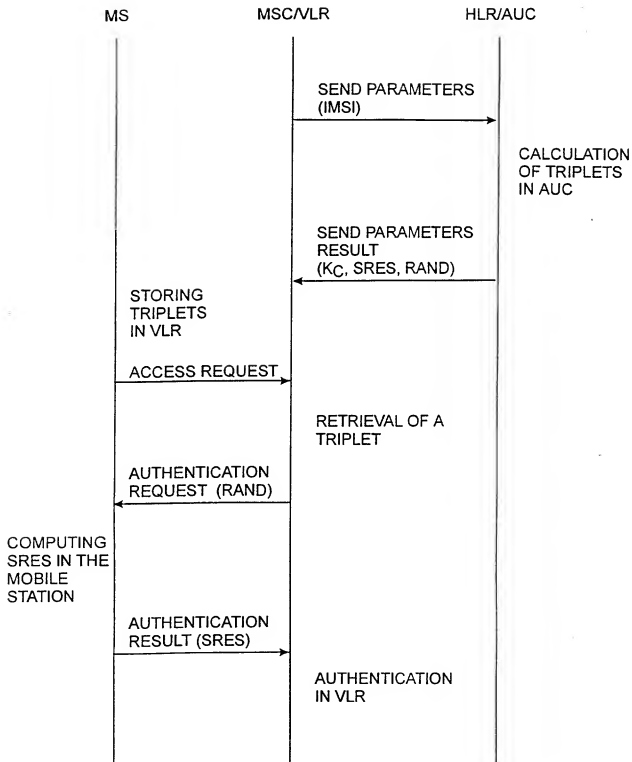 MS MSC/VLR HLR/AUC
SEND PARAMETERS
(IMSI)
CALCULATION
OF TRIPLETS
IN AUC
SEND PARAMETERS
RESULT
(KC, SRES, RAND)
STORING
TRIPLETS
IN VLR
ACCESS REQUEST
RETRIEVAL OF A
TRIPLET
AUTHENTICATION
REQUEST (RAND)
COMPUTING
SRES IN THE
MOBILE
STATION
AUTHENTICATION
RESULT (SRES)
AUTHENTICATION
IN VLR